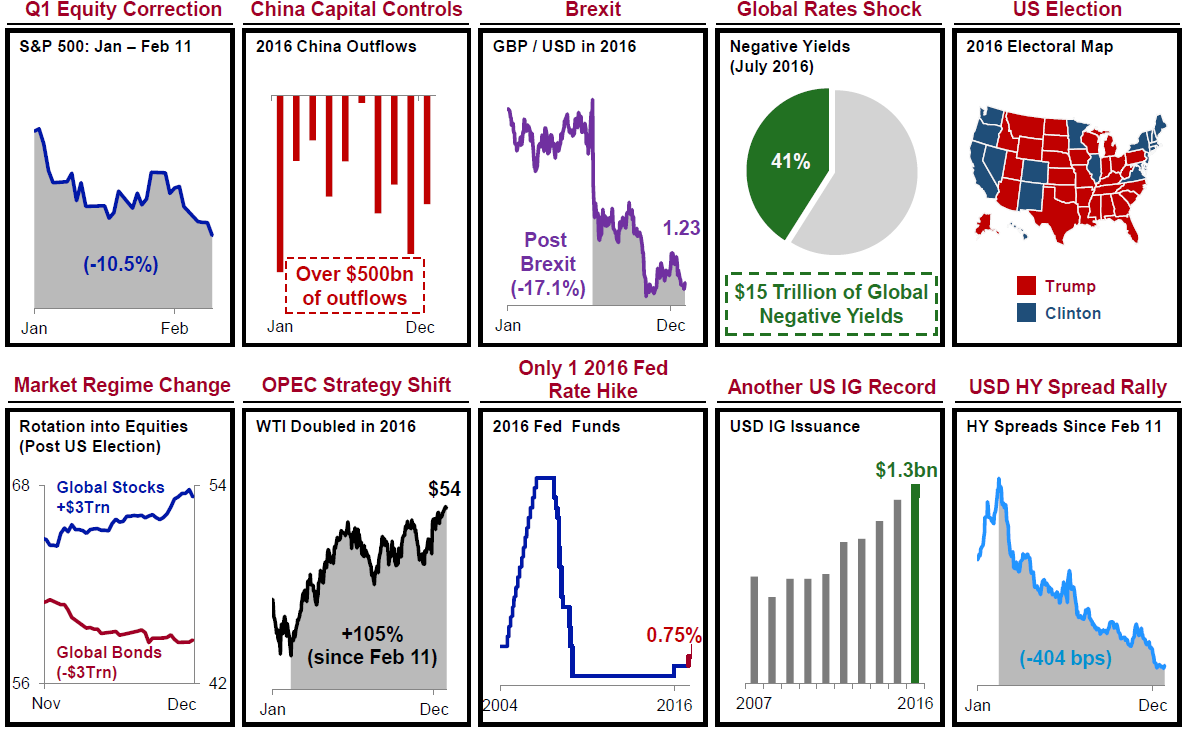 Q1 Equity Correction
S&P 500: Jan – Feb 11
(-10.5%)
Jan
Feb
China Capital Controls
2016 China Outflows
Over $500bn
of outflows
Jan
Dec
Brexit
GBP / USD in 2016
1.23
Post
Brexit
(-17.1%)
Jan
Dec
Global Rates Shock
Negative Yields
(July 2016)
41%
$15 Trillion of Global
Negative Yields
US Election
2016 Electoral Map
Trump
Clinton
Market Regime Change
Rotation into Equities
(Post US Election)
68
54
Global Stocks
+$3Trn
Global Bonds
(-$3Trn)
56
42
Nov
Dec
OPEC Strategy Shift
WTI Doubled in 2016
$54
+105%
(since Feb 11)
Jan
Dec
Only 1 2016 Fed
Rate Hike
2016 Fed Funds
0.75%
2004
2016
Another US IG Record
USD IG Issuance
$1.3bn
2007
2016
USD HY Spread Rally
HY Spreads Since Feb 11
(-404 bps)
Jan
Dec